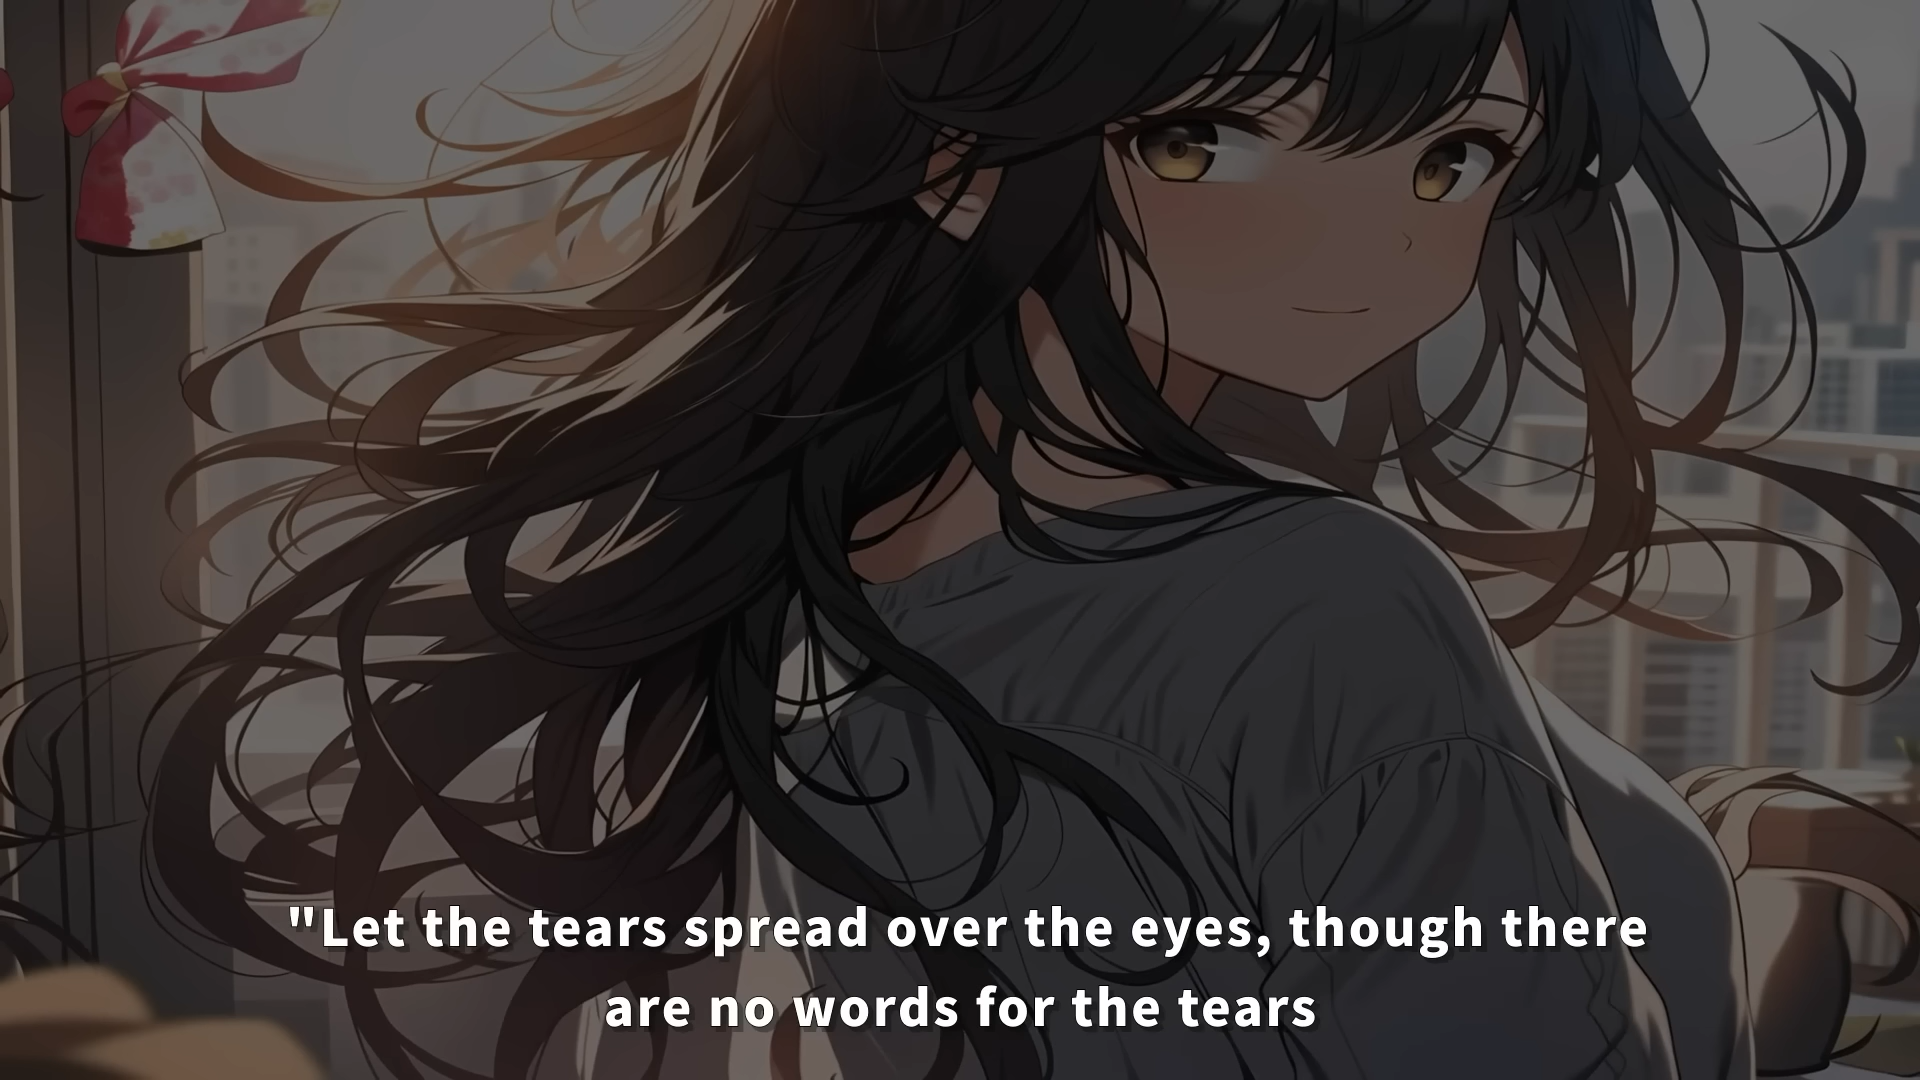 "Let the tears spread over the eyes, though there
are no words for the tears